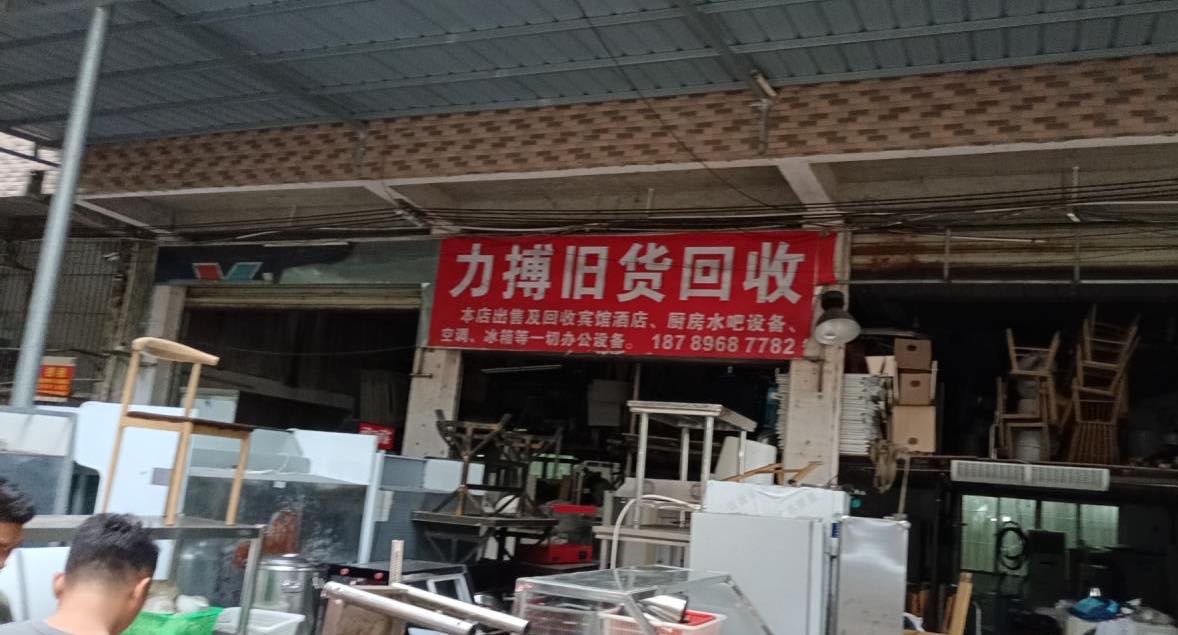 力搏旧货回收
本店出售及回收宾馆酒店、厨房水吧设备、
空调、冰箱等一切办公设备。 187 8968 7782